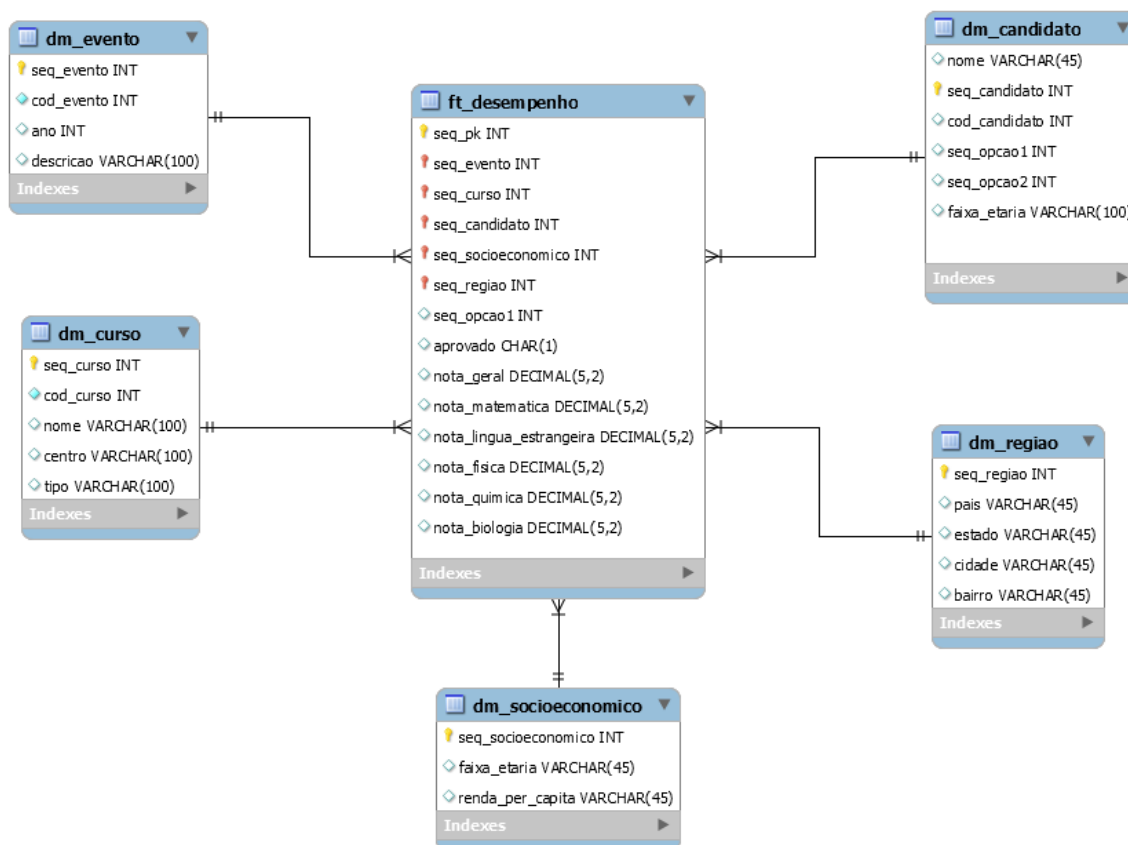 dm_evento
seq_evento INT
cod_evento INT
ano INT
descricao VARCHAR(100)
Indexes
dm_candidato
nome VARCHAR(45)
seq_candidato INT
cod_candidato INT
seq_opcao1 INT
seq_opcao2 INT
faixa_etaria VARCHAR(100)
Indexes
ft_desempenho
seq_pk INT
seq_evento INT
seq_curso INT
seq_candidato INT
seq_socioeconomico INT
seq_regiao INT
seq_opcao1 INT
aprovado CHAR(1)
nota_geral DECIMAL(5,2)
nota_matematica DECIMAL(5,2)
nota_lingua_estrangeira DECIMAL(5,2)
nota_fisica DECIMAL(5,2)
nota_quimica DECIMAL(5,2)
nota_biologia DECIMAL(5,2)
Indexes
dm_curso
seq_curso INT
cod_curso INT
nome VARCHAR(100)
centro VARCHAR(100)
tipo VARCHAR(100)
Indexes
dm_regiao
seq_regiao INT
pais VARCHAR(45)
estado VARCHAR(45)
cidade VARCHAR(45)
bairro VARCHAR(45)
Indexes
dm_socioeconomico
seq_socioeconomico INT
faixa_etaria VARCHAR(45)
renda_per_capita VARCHAR(45)
Indexes